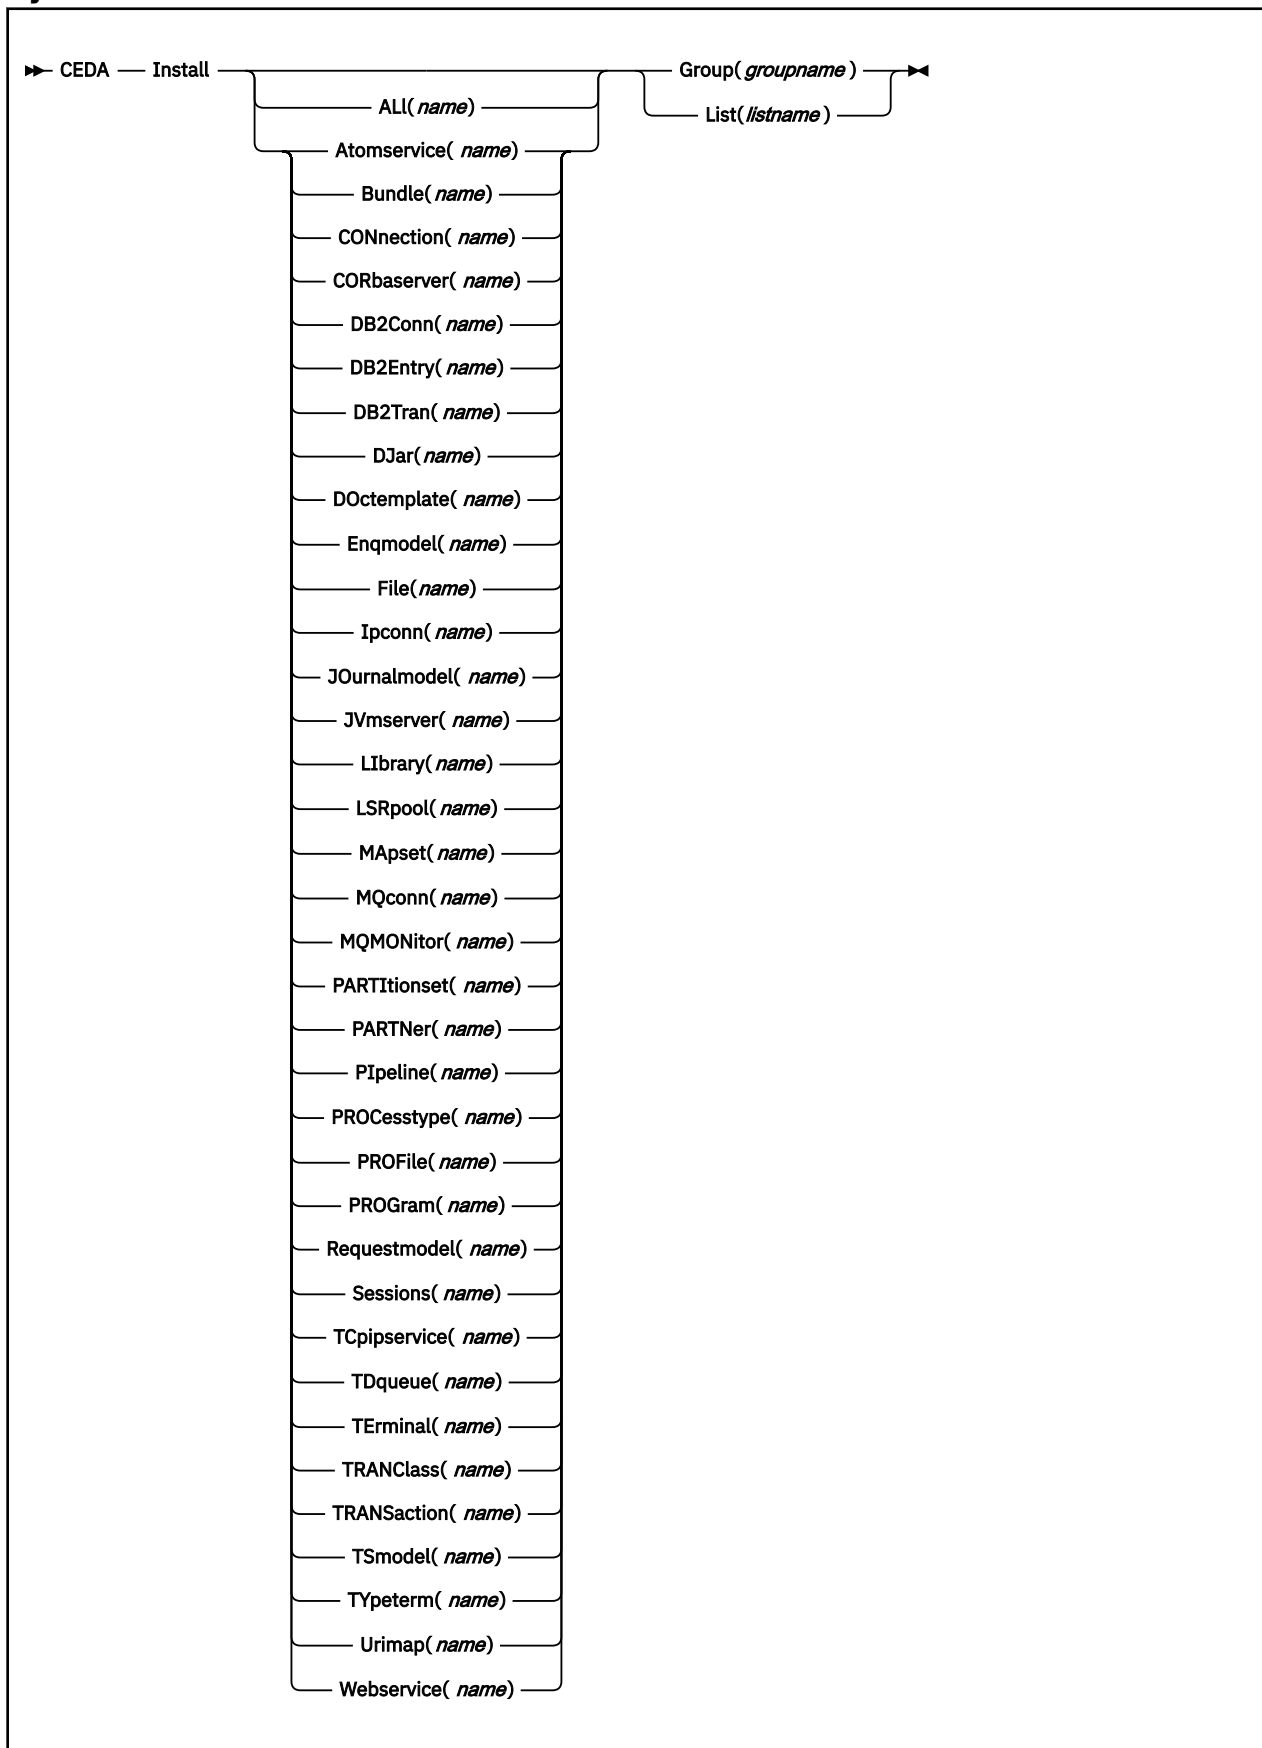 CEDA Install Group( groupname )
ALl( name )
List( listname )
Atomservice( name )
Bundle( name )
CONnection( name )
CORbaserver( name )
DB2Conn( name )
DB2Entry( name )
DB2Tran( name )
DJar( name )
DOctemplate( name )
Enqmodel( name )
File( name )
Ipconn( name )
JOurnalmodel( name )
JVmserver( name )
LIbrary( name )
LSRpool( name )
MApset( name )
MQconn( name )
MQMONitor( name )
PARTItionset( name )
PARTNer( name )
PIpeline( name )
PROCesstype( name )
PROFile( name )
PROGram( name )
Requestmodel( name )
Sessions( name )
TCpipservice( name )
TDqueue( name )
TErminal( name )
TRANClass( name )
TRANSaction( name )
TSmodel( name )
TYpeterm( name )
Urimap( name )
Webservice( name )